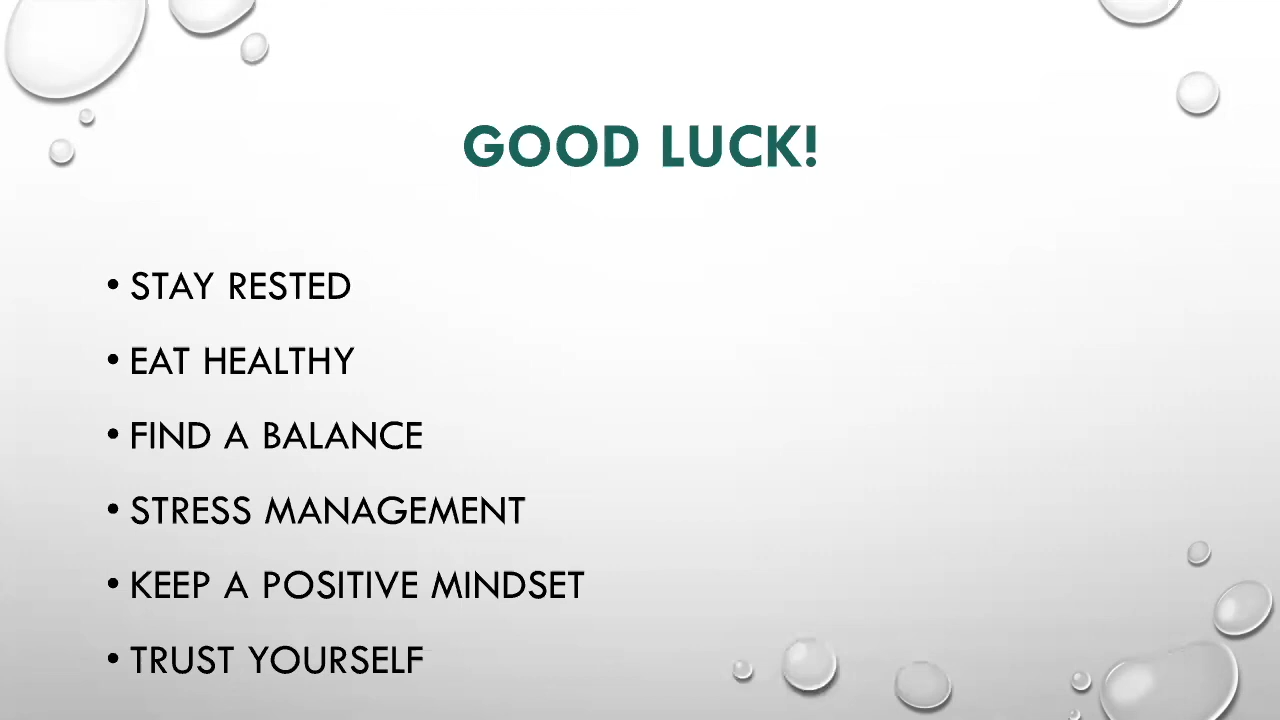 GOOD LUCK!
• STAY RESTED
• EAT HEALTHY
• FIND A BALANCE
• STRESS MANAGEMENT
• KEEP A POSITIVE MINDSET
• TRUST YOURSELF